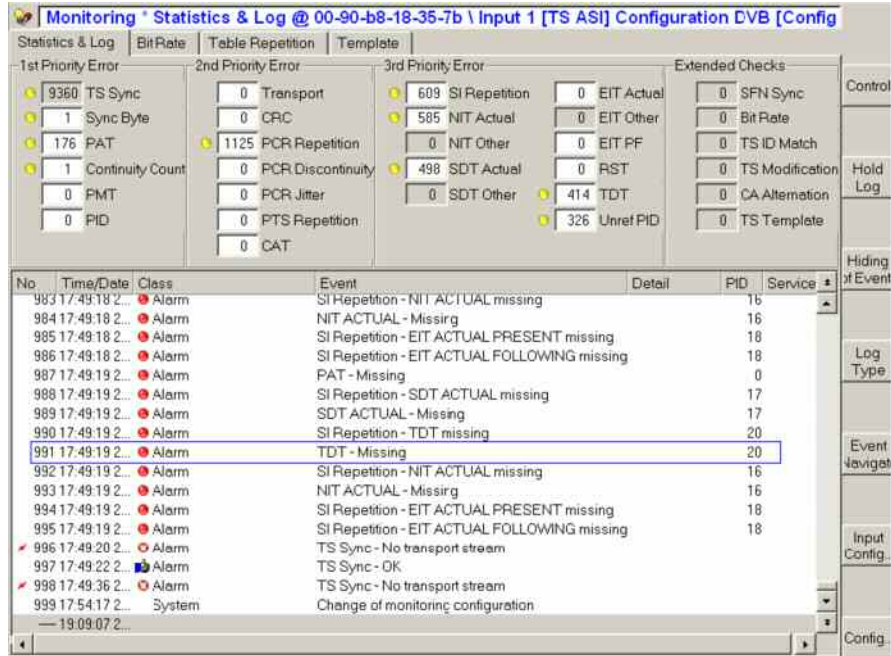 Monitoring * Statistics & Log @ 00-90-b8-18-35-7b \ Input 1 [TS ASI] Configuration DVB [Config
Statistics & Log BitRate Table Repetition Template
1st Priority Error 2nd Priority Error 3rd Priority Error Extended Checks
9360 TS Sync 0 Transport 609 SI Repetition 0 EIT Actual 0 SFN Sync
1 Sync Byte 0 CRC 585 NIT Actual 0 EIT Other 0 Bit Rate
176 PAT 1125 PCR Repetition 0 NIT Other 0 EIT PF 0 TS ID Match
1 Continuity Count 0 PCR Discontinuity 498 SDT Actual 0 RST 0 TS Modification
0 PMT 0 PCR Jitter 0 SDT Other 414 TDT 0 CA Alternation
0 PID 0 PTS Repetition 326 Unref PID 0 TS Template
0 CAT
No Time/Date Class Event Detail PID Service
983 17:49:18 2... Alarm SI Repetition - NIT ACTUAL missing 16
984 17:49:18 2... Alarm NIT ACTUAL - Missing 16
985 17:49:18 2... Alarm SI Repetition - EIT ACTUAL PRESENT missing 18
986 17:49:18 2... Alarm SI Repetition - EIT ACTUAL FOLLOWING missing 18
987 17:49:19 2... Alarm PAT - Missing 0
988 17:49:19 2... Alarm SI Repetition - SDT ACTUAL missing 17
989 17:49:19 2... Alarm SDT ACTUAL - Missing 17
990 17:49:19 2... Alarm SI Repetition - TDT missing 20
991 17:49:19 2... Alarm TDT - Missing 20
992 17:49:19 2... Alarm SI Repetition - NIT ACTUAL missing 16
993 17:49:19 2... Alarm NIT ACTUAL - Missing 16
994 17:49:19 2... Alarm SI Repetition - EIT ACTUAL PRESENT missing 18
995 17:49:19 2... Alarm SI Repetition - EIT ACTUAL FOLLOWING missing 18
996 17:49:20 2... Alarm TS Sync - No transport stream
997 17:49:22 2... Alarm TS Sync - OK
998 17:49:36 2... Alarm TS Sync - No transport stream
999 17:54:17 2... System Change of monitoring configuration
--- 19:09:07 2...
Control
Hold
Log
Hiding
of Event
Log
Type
Event
Navigat
Input
Config..
Config..